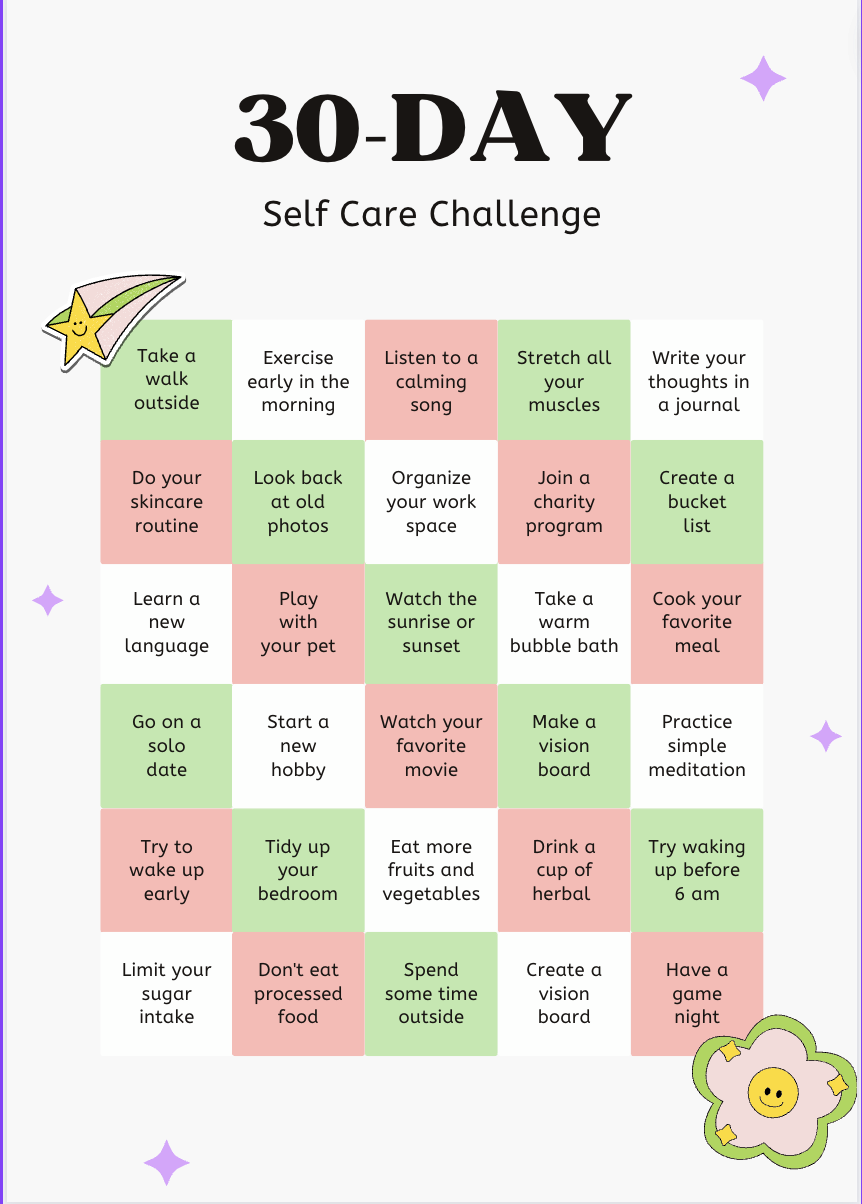 30-DAY
Self Care Challenge
Take a
walk
outside
Exercise
early in the
morning
Listen to a
calming
song
Stretch all
your
muscles
Write your
thoughts in
a journal
Do your
skincare
routine
Look back
at old
photos
Organize
your work
space
Join a
charity
program
Create a
bucket
list
Learn a
new
language
Play
with
your pet
Watch the
sunrise or
sunset
Take a
warm
bubble bath
Cook your
favorite
meal
Go on a
solo
date
Start a
new
hobby
Watch your
favorite
movie
Make a
vision
board
Practice
simple
meditation
Try to
wake up
early
Tidy up
your
bedroom
Eat more
fruits and
vegetables
Drink a
cup of
herbal
Try waking
up before
6 am
Limit your
sugar
intake
Don't eat
processed
food
Spend
some time
outside
Create a
vision
board
Have a
game
night